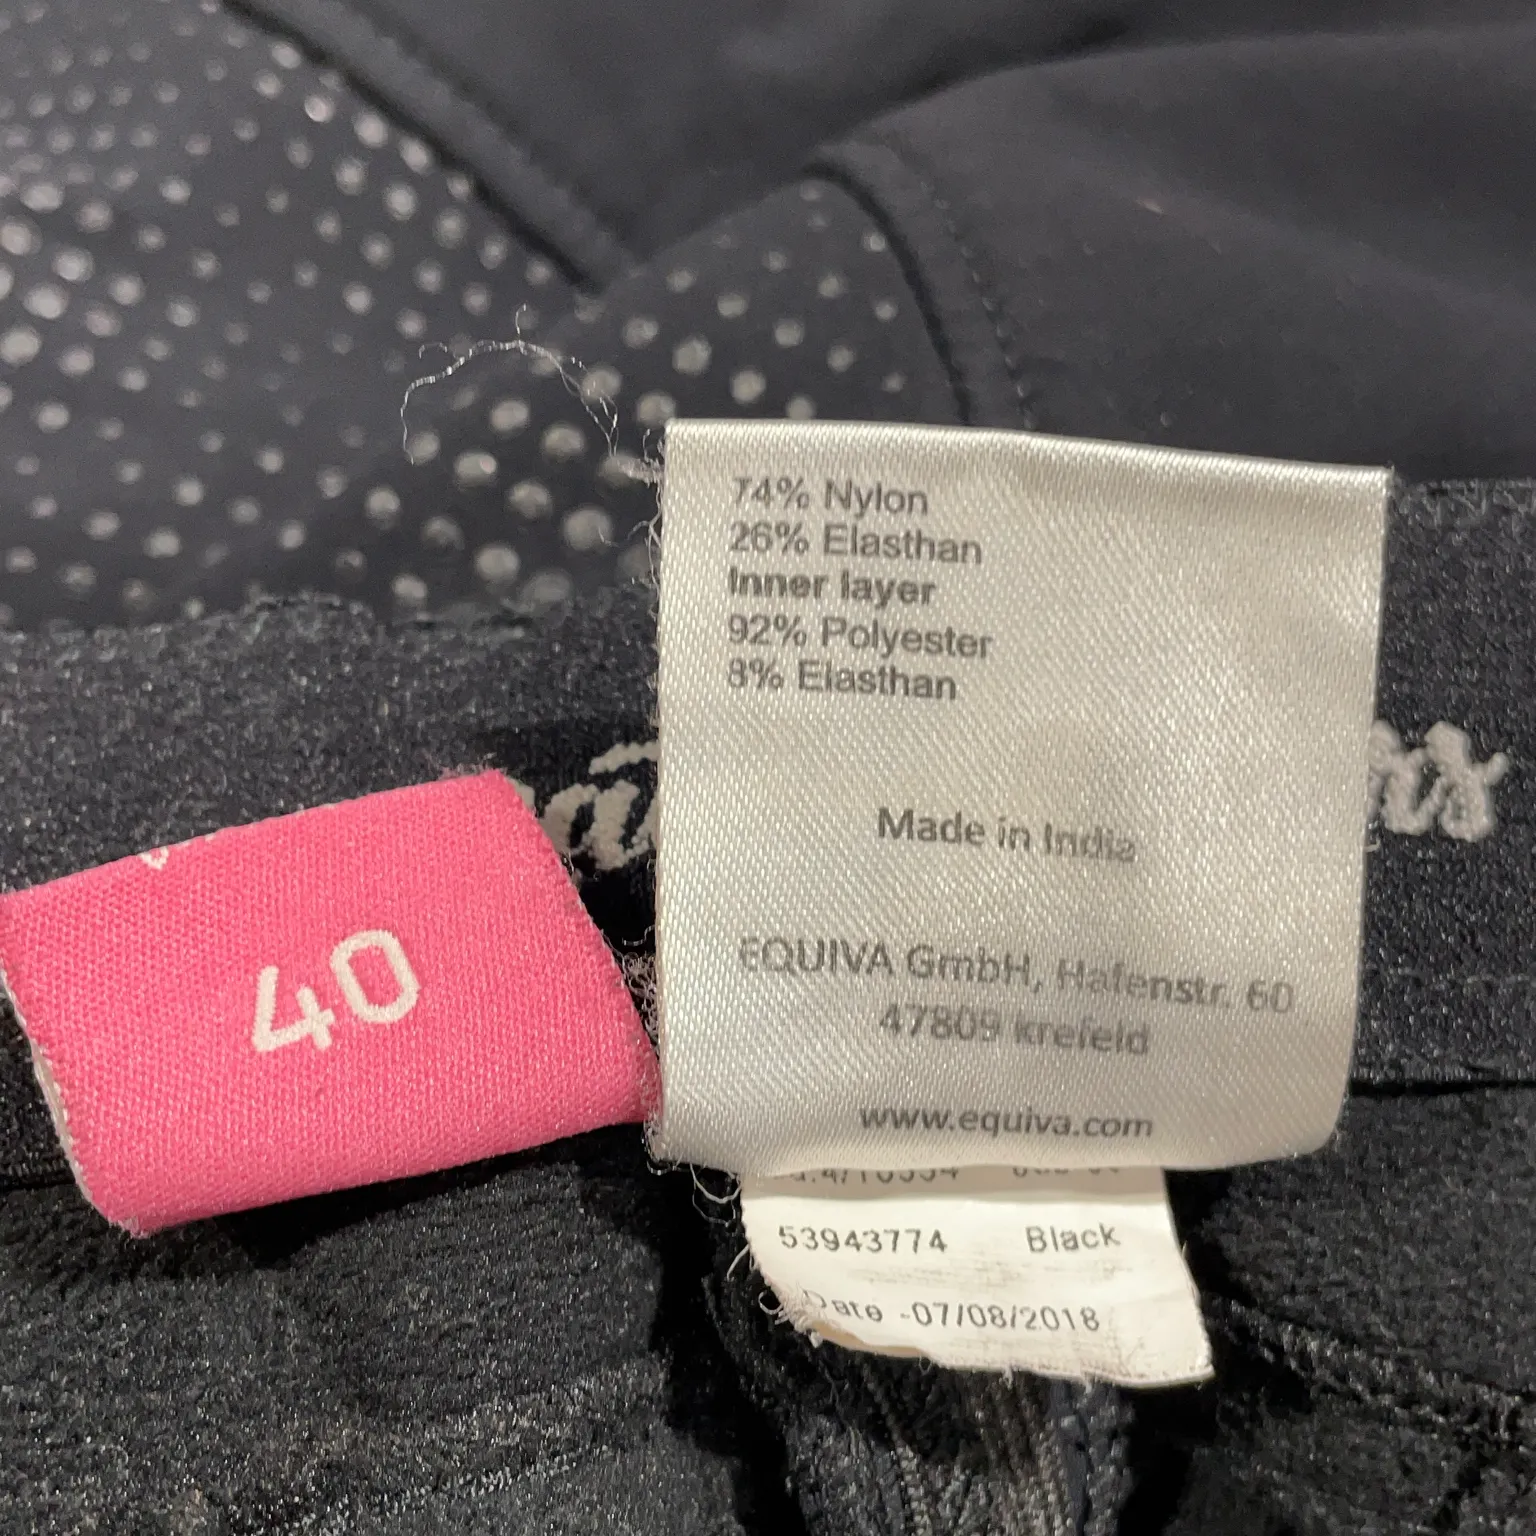 74% Nylon
26% Elasthan
Inner layer
92% Polyester
8% Elasthan
Made in India
EQUIVA GmbH, Hafenstr. 60
47809 krefeld
www.equiva.com
53943774 Black
Date -07/08/2018
40